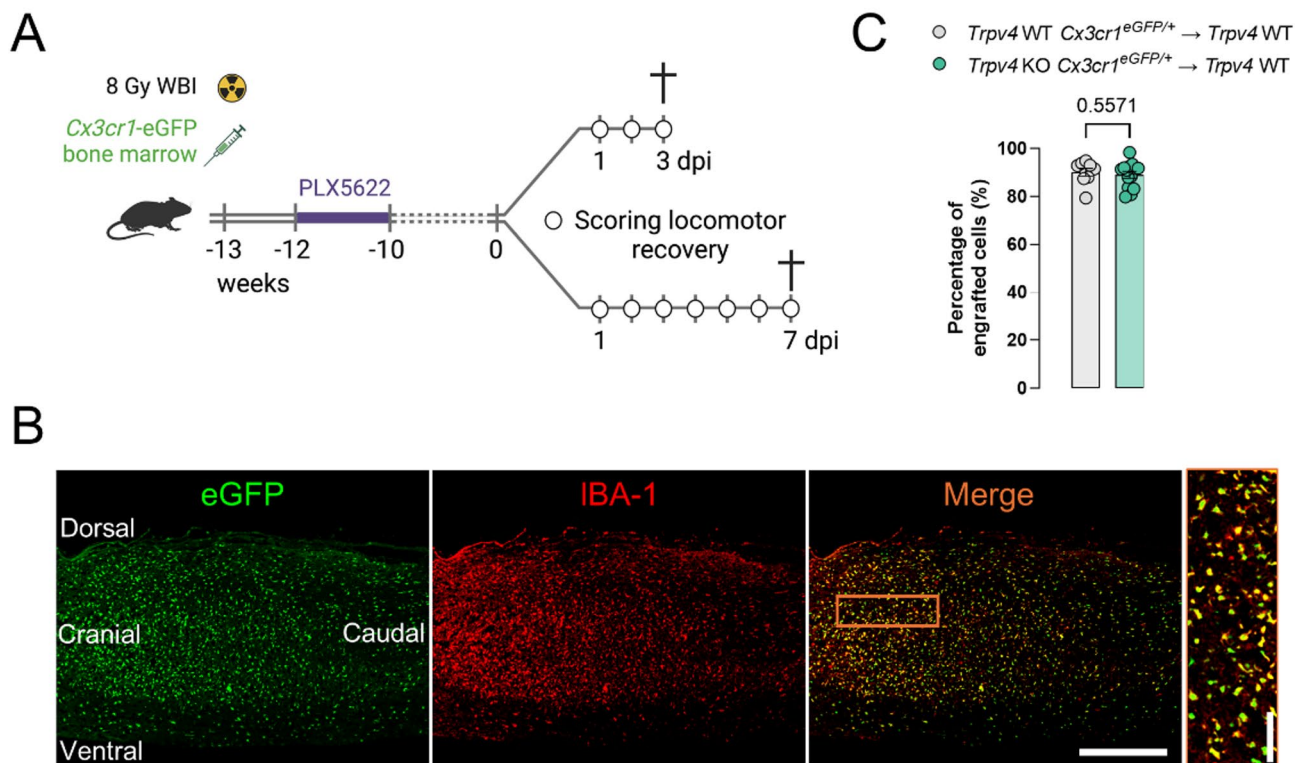 A
8 Gy WBI
Cx3cr1-eGFP
bone marrow
PLX5622
-13
-12
-10
0
weeks
1
3 dpi
Scoring locomotor
recovery
1
7 dpi
C
Trpv4 WT Cx3cr1eGFP/+ → Trpv4 WT
Trpv4 KO Cx3cr1eGFP/+ → Trpv4 WT
0.5571
Percentage of
engrafted cells (%)
100
80
60
40
20
0
B
eGFP
IBA-1
Merge
Dorsal
Cranial
Caudal
Ventral